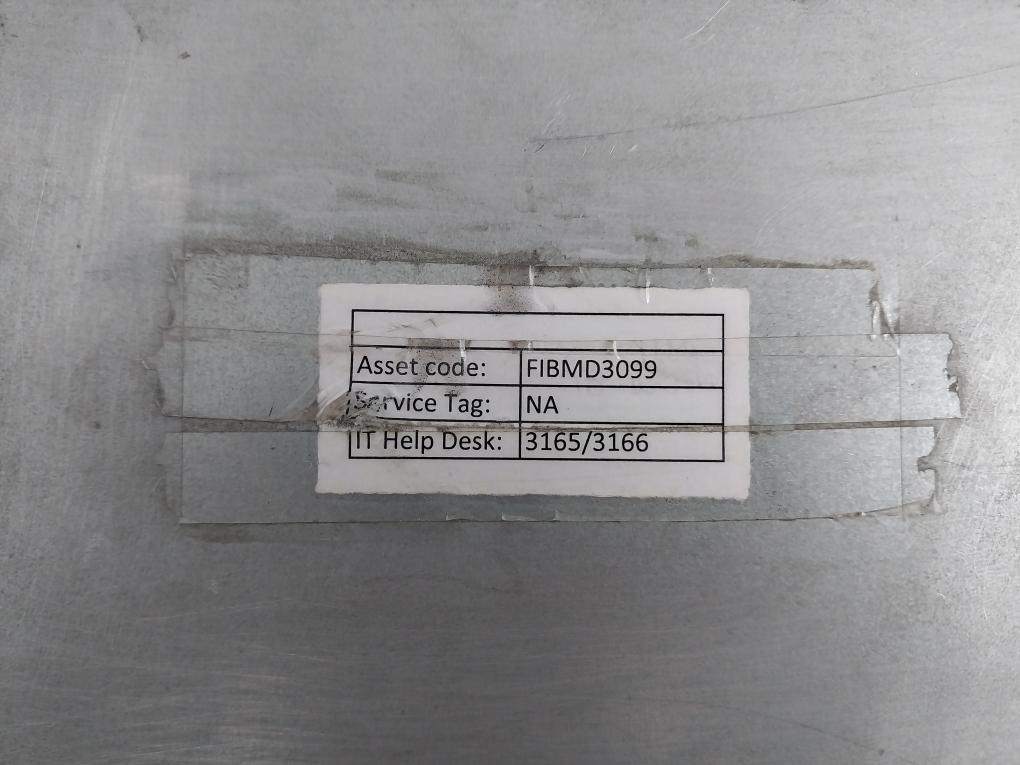 Asset code: FIBMD3099
Service Tag: NA
IT Help Desk: 3165/3166